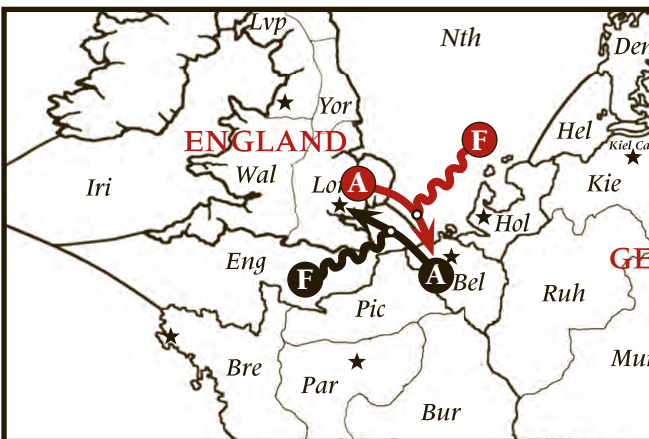 Lvp
Nth
Den
Yor
Hel
ENGLAND
F
Kiel Ca
Iri
Wal
Lon
A
Kie
Hol
Eng
F
A
Bel
GE
Ruh
Pic
Bre
Par
Mun
Bur